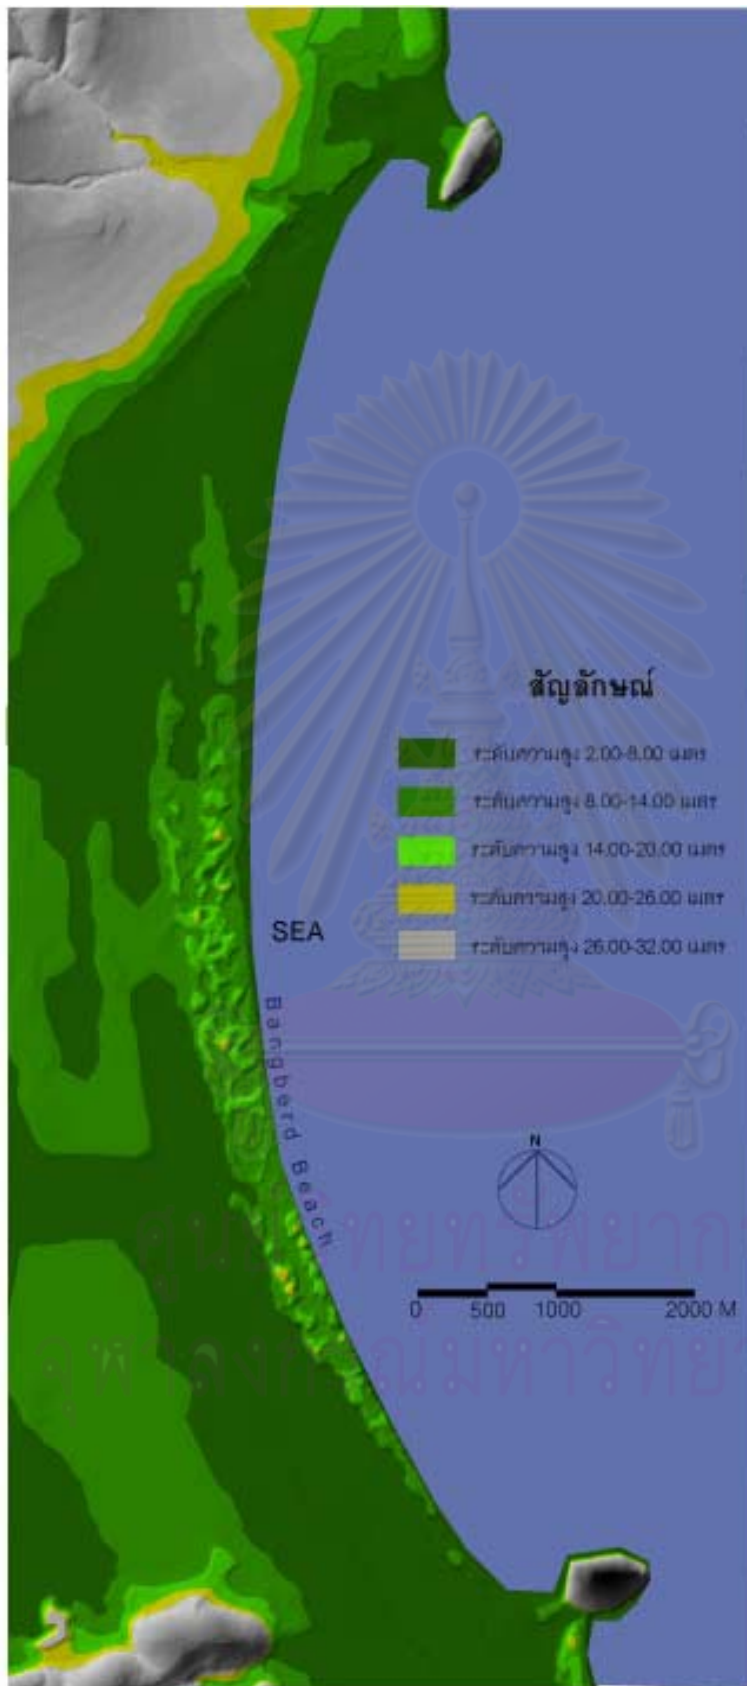 สัญลักษณ์
ระดับความสูง 2.00-8.00 เมตร
ระดับความสูง 8.00-14.00 เมตร
ระดับความสูง 14.00-20.00 เมตร
ระดับความสูง 20.00-26.00 เมตร
ระดับความสูง 26.00-32.00 เมตร
SEA
Bangberd Beach
N
0 500 1000 2000 M